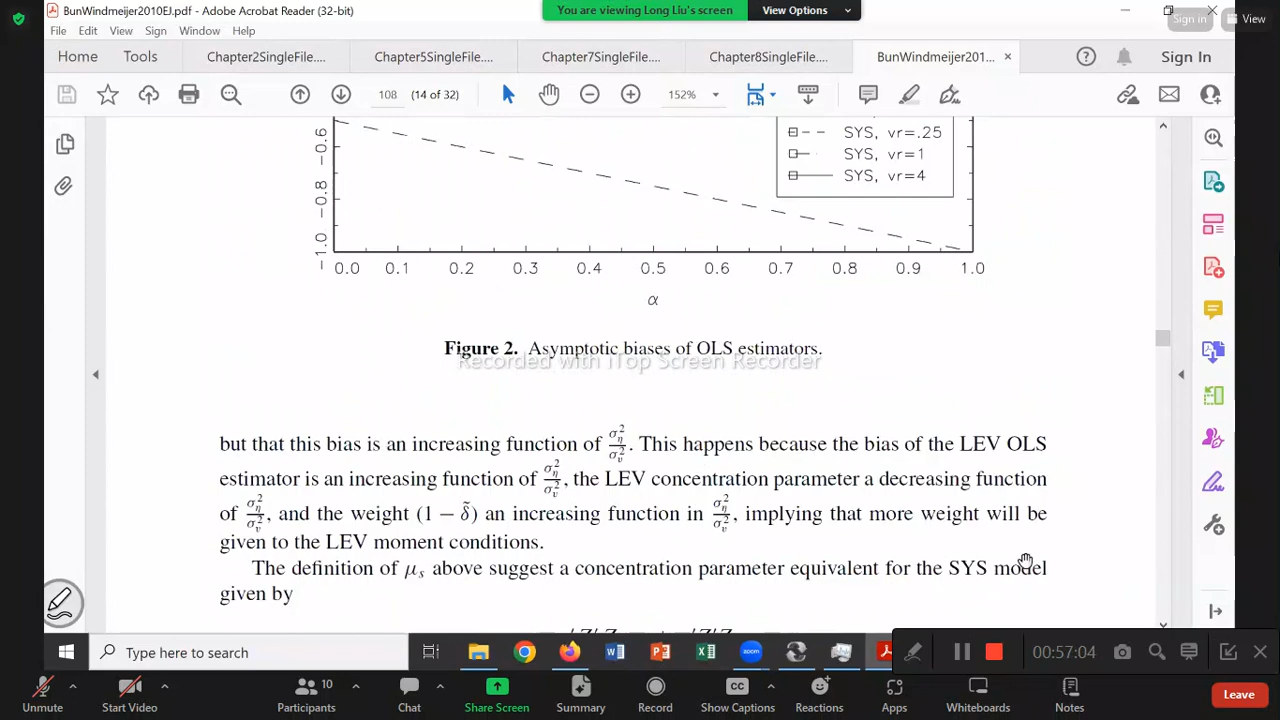 BunWindmeijer2010EJ.pdf - Adobe Acrobat Reader (32-bit)
You are viewing Long Liu's screen
View Options
Sign in
View
File Edit View Sign Window Help
Home Tools Chapter2SingleFile.... Chapter5SingleFile.... Chapter7SingleFile.... Chapter8SingleFile.... BunWindmeijer201... × Sign In
108 (14 of 32) 152%
−0.6
−0.8
−1.0
SYS, vr=.25
SYS, vr=1
SYS, vr=4
0.0 0.1 0.2 0.3 0.4 0.5 0.6 0.7 0.8 0.9 1.0
α
Figure 2. Asymptotic biases of OLS estimators.
Recorded with iTop Screen Recorder
but that this bias is an increasing function of σ²η/σ²v. This happens because the bias of the LEV OLS
estimator is an increasing function of σ²η/σ²v, the LEV concentration parameter a decreasing function
of σ²η/σ²v, and the weight (1 − δ̃) an increasing function in σ²η/σ²v, implying that more weight will be
given to the LEV moment conditions.
The definition of μs above suggest a concentration parameter equivalent for the SYS model
given by
Type here to search
00:57:04
Unmute Start Video Participants 10 Chat Share Screen Summary Record Show Captions Reactions Apps Whiteboards Notes Leave